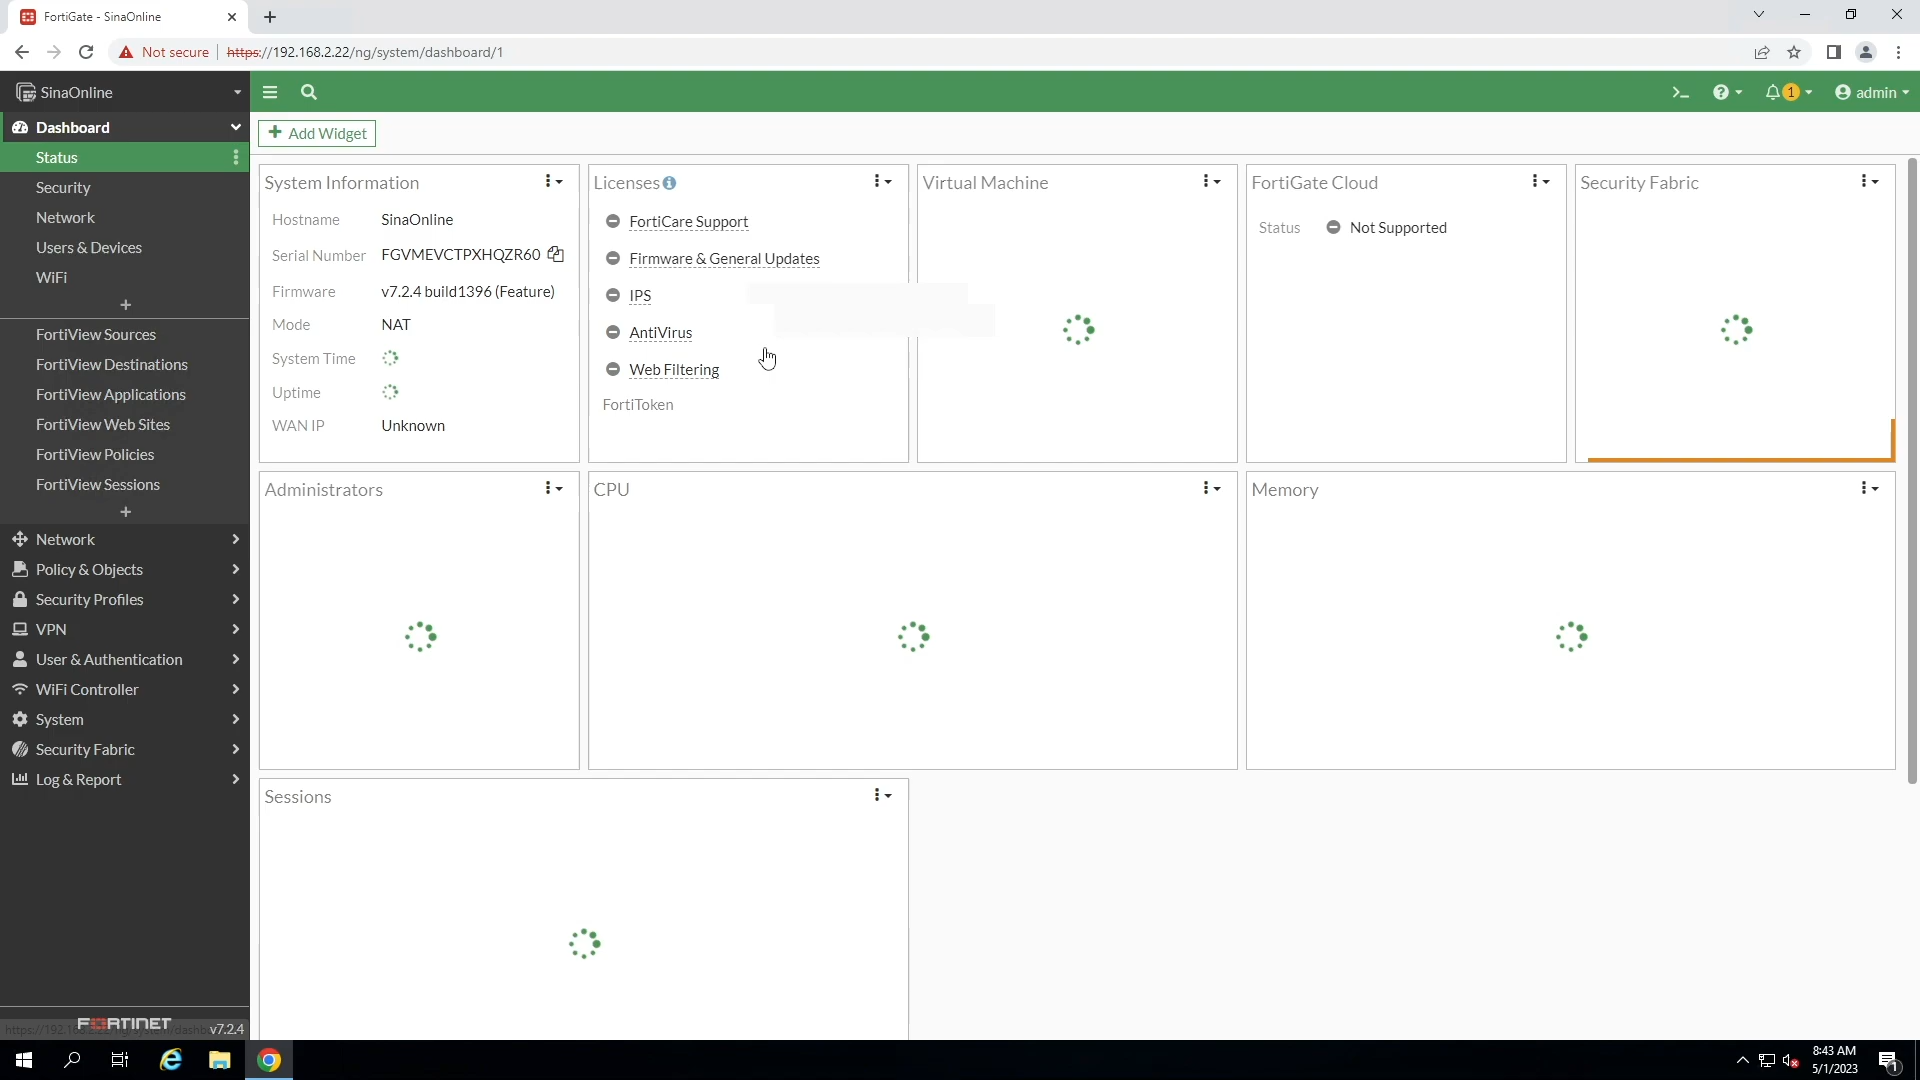 FortiGate - SinaOnline
Not secure
https://192.168.2.22/ng/system/dashboard/1
SinaOnline
>_
?
1
admin
Dashboard
Status
Security
Network
Users & Devices
WiFi
+
FortiView Sources
FortiView Destinations
FortiView Applications
FortiView Web Sites
FortiView Policies
FortiView Sessions
+
Network
Policy & Objects
Security Profiles
VPN
User & Authentication
WiFi Controller
System
Security Fabric
Log & Report
FORTINET
v7.2.4
+ Add Widget
System Information
Hostname SinaOnline
Serial Number FGVMEVCTPXHQZR60
Firmware v7.2.4 build1396 (Feature)
Mode NAT
System Time
Uptime
WAN IP Unknown
Licenses
FortiCare Support
Firmware & General Updates
IPS
AntiVirus
Web Filtering
FortiToken
Virtual Machine
FortiGate Cloud
Status Not Supported
Security Fabric
Administrators
CPU
Memory
Sessions
8:43 AM
5/1/2023
1